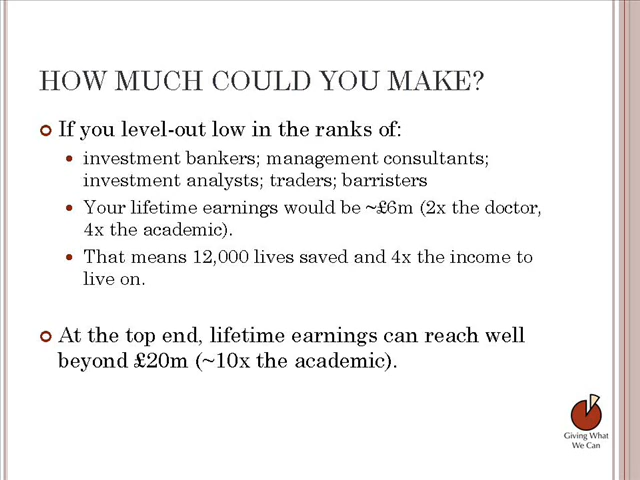 HOW MUCH COULD YOU MAKE?
If you level-out low in the ranks of:
investment bankers; management consultants;
investment analysts; traders; barristers
Your lifetime earnings would be ~£6m (2x the doctor,
4x the academic).
That means 12,000 lives saved and 4x the income to
live on.
At the top end, lifetime earnings can reach well
beyond £20m (~10x the academic).
Giving What
We Can